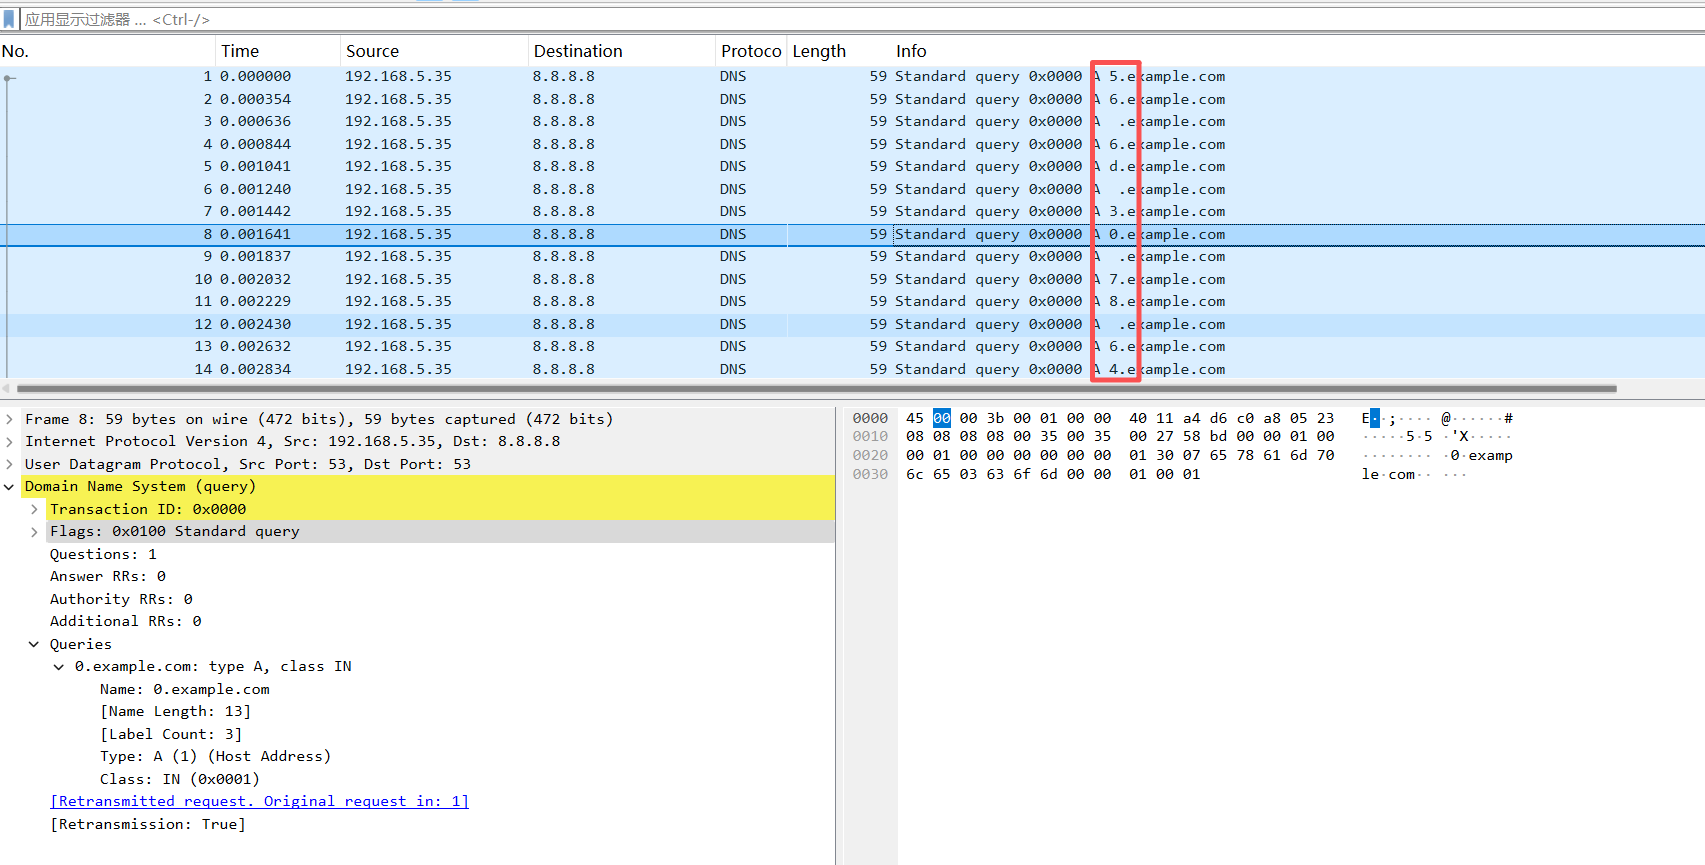 应用显示过滤器 … <Ctrl-/>
No. Time Source Destination Protoco Length Info
1 0.000000 192.168.5.35 8.8.8.8 DNS 59 Standard query 0x0000 A 5.example.com
2 0.000354 192.168.5.35 8.8.8.8 DNS 59 Standard query 0x0000 A 6.example.com
3 0.000636 192.168.5.35 8.8.8.8 DNS 59 Standard query 0x0000 A  .example.com
4 0.000844 192.168.5.35 8.8.8.8 DNS 59 Standard query 0x0000 A 6.example.com
5 0.001041 192.168.5.35 8.8.8.8 DNS 59 Standard query 0x0000 A d.example.com
6 0.001240 192.168.5.35 8.8.8.8 DNS 59 Standard query 0x0000 A  .example.com
7 0.001442 192.168.5.35 8.8.8.8 DNS 59 Standard query 0x0000 A 3.example.com
8 0.001641 192.168.5.35 8.8.8.8 DNS 59 Standard query 0x0000 A 0.example.com
9 0.001837 192.168.5.35 8.8.8.8 DNS 59 Standard query 0x0000 A  .example.com
10 0.002032 192.168.5.35 8.8.8.8 DNS 59 Standard query 0x0000 A 7.example.com
11 0.002229 192.168.5.35 8.8.8.8 DNS 59 Standard query 0x0000 A 8.example.com
12 0.002430 192.168.5.35 8.8.8.8 DNS 59 Standard query 0x0000 A  .example.com
13 0.002632 192.168.5.35 8.8.8.8 DNS 59 Standard query 0x0000 A 6.example.com
14 0.002834 192.168.5.35 8.8.8.8 DNS 59 Standard query 0x0000 A 4.example.com
Frame 8: 59 bytes on wire (472 bits), 59 bytes captured (472 bits)
Internet Protocol Version 4, Src: 192.168.5.35, Dst: 8.8.8.8
User Datagram Protocol, Src Port: 53, Dst Port: 53
Domain Name System (query)
Transaction ID: 0x0000
Flags: 0x0100 Standard query
Questions: 1
Answer RRs: 0
Authority RRs: 0
Additional RRs: 0
Queries
0.example.com: type A, class IN
Name: 0.example.com
[Name Length: 13]
[Label Count: 3]
Type: A (1) (Host Address)
Class: IN (0x0001)
[Retransmitted request. Original request in: 1]
[Retransmission: True]
0000 45 00 00 3b 00 01 00 00 40 11 a4 d6 c0 a8 05 23 E··;···· @······#
0010 08 08 08 08 00 35 00 35 00 27 58 bd 00 00 01 00 ·····5·5 ·'X·····
0020 00 01 00 00 00 00 00 00 01 30 07 65 78 61 6d 70 ········ ·0·examp
0030 6c 65 03 63 6f 6d 00 00 01 00 01 le·com·· ···